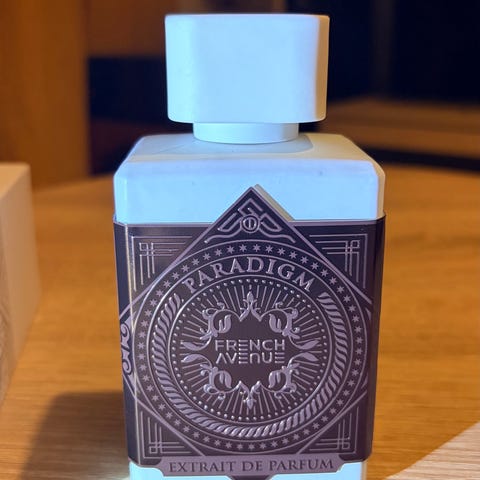 PARADIGM
FRENCH
AVENUE
EXTRAIT DE PARFUM